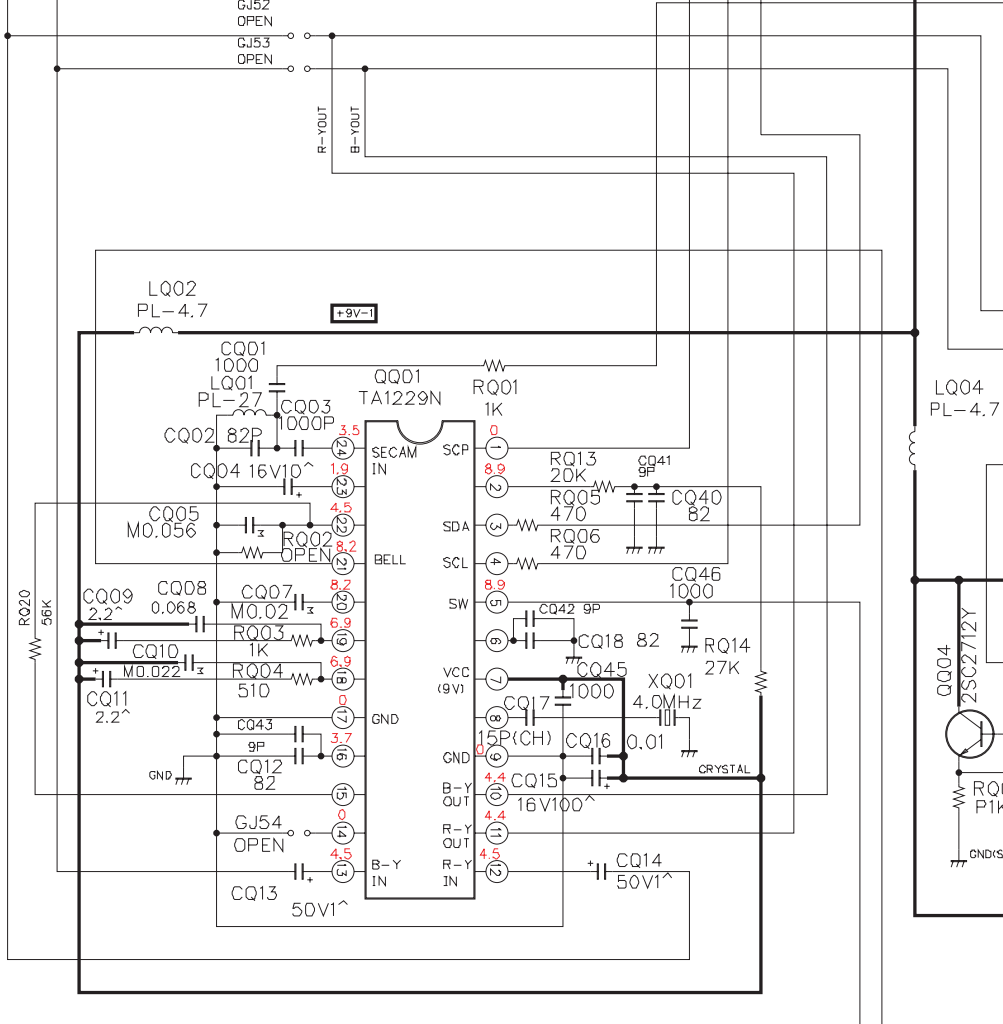 GJ52
OPEN
GJ53
OPEN
R-YOUT
B-YOUT
LQ02
PL-4.7
+9V-1
CQ01
1000
LQ01
PL-27
CQ03
1000P
CQ02 82P
CQ04 16V10^
CQ05
M0.056
RQ02
OPEN
QQ01
TA1229N
RQ01
1K
3.5
24
SECAM
IN
1.9
23
4.5
22
8.2
21
BELL
8.2
20
6.9
19
6.9
18
0
17
GND
3.7
16
15
0
14
4.5
13
B-Y
IN
SCP
0
1
8.9
2
SDA
3
SCL
4
SW
8.9
5
6
VCC
(9V)
7
8
GND
0
9
B-Y
OUT
4.4
10
R-Y
OUT
4.4
11
R-Y
IN
4.5
12
RQ13
20K
CQ41
9P
RQ05
470
CQ40
82
RQ06
470
CQ46
1000
CQ42 9P
CQ18 82
RQ14
27K
CQ45
1000
XQ01
4.0MHz
CQ17
15P(CH)
CQ16 0.01
CQ15
16V100^
CRYSTAL
CQ14
50V1^
RQ20
56K
CQ09
2.2^
CQ08
0.068
CQ07
M0.02
RQ03
1K
CQ10
M0.022
RQ04
510
CQ11
2.2^
CQ43
9P
GND
CQ12
82
GJ54
OPEN
CQ13
50V1^
LQ04
PL-4.7
QQ04
2SC2712Y
P1K